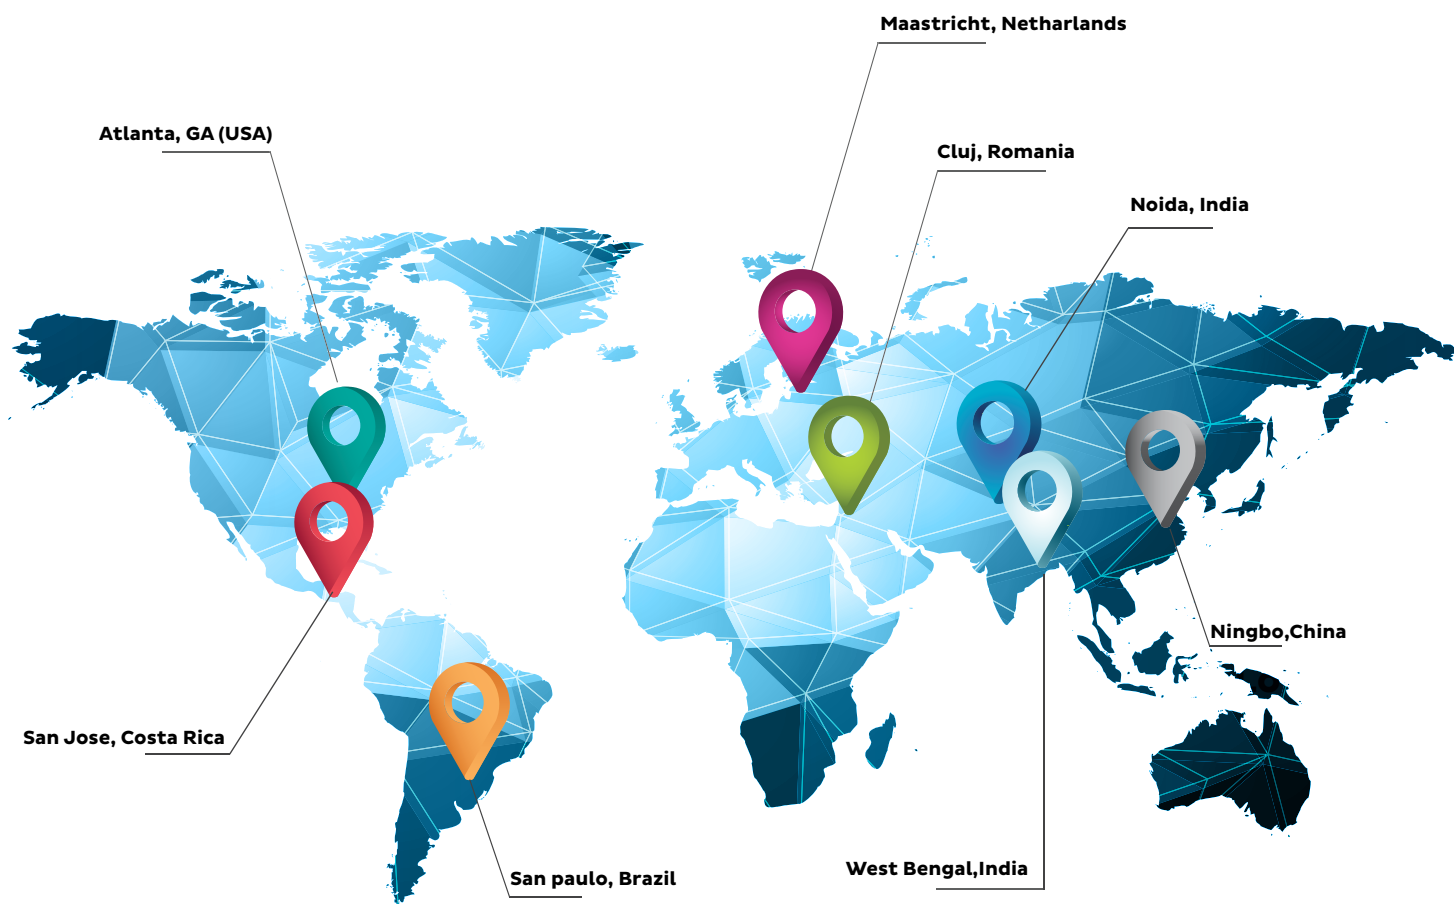 Maastricht, Netharlands
Atlanta, GA (USA)
Cluj, Romania
Noida, India
Ningbo,China
San Jose, Costa Rica
West Bengal,India
San paulo, Brazil